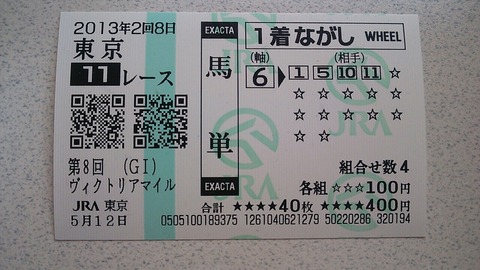 2013年2回8日
東京
11レース
第8回 (GⅠ)
ヴィクトリアマイル
JRA 東京
5月12日
EXACTA
馬単
EXACTA
1着ながし WHEEL
(軸) (相手)
6 1 5 10 11 ☆
☆ ☆ ☆ ☆ ☆
☆ ☆ ☆ ☆ ☆
☆ ☆
組合せ数4
各組 ☆☆☆100円
合計 ★★★★40枚 ★★★★400円
0505100189375 1261040621279 50220286 320194
JRA
JRA